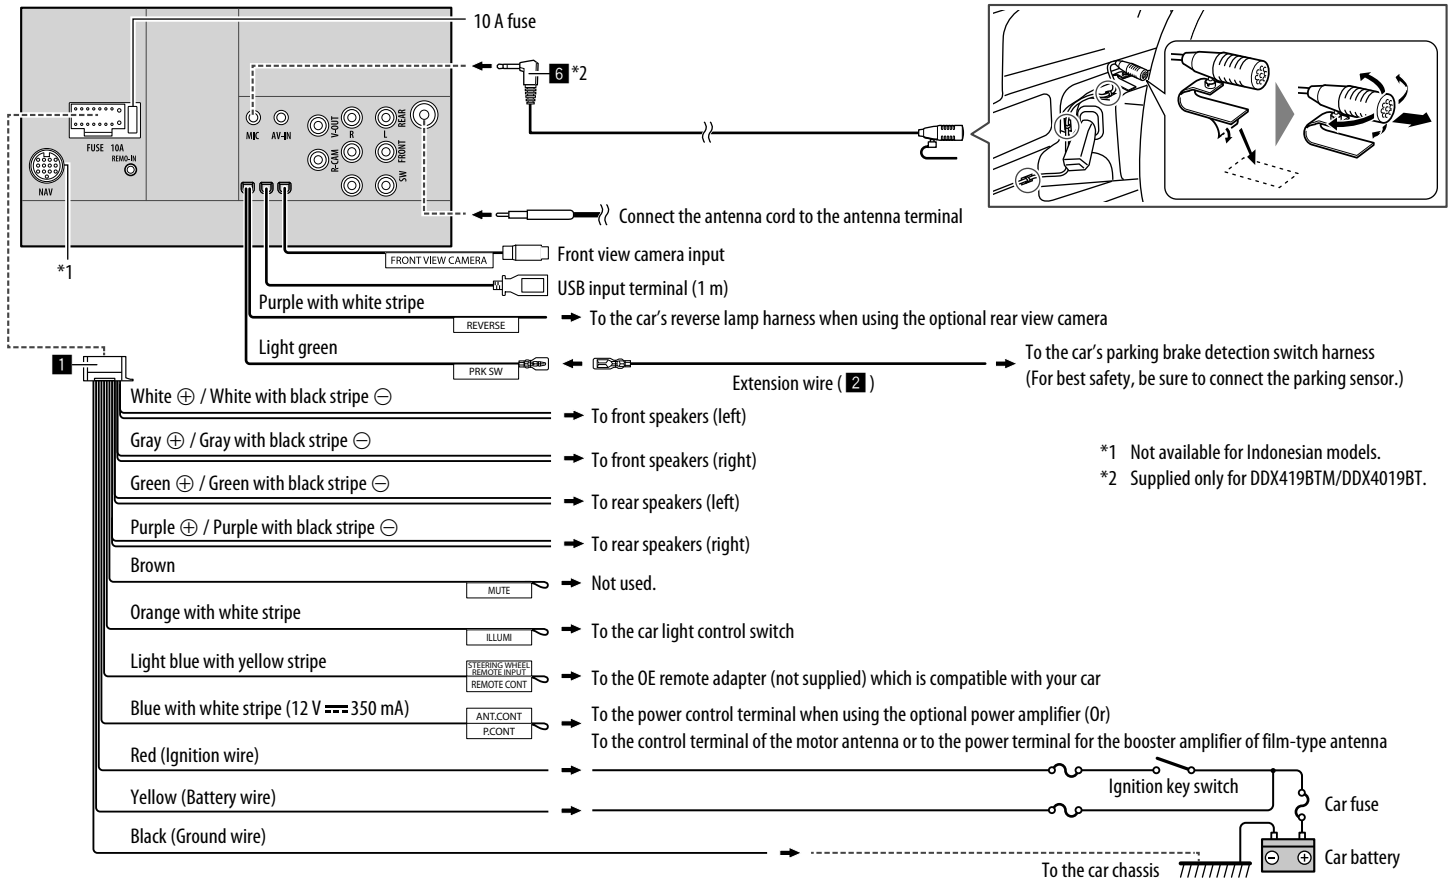 10 A fuse
6 *2
MIC
AV-IN
V-OUT
R
L
REAR
R-CAM
FRONT
SW
FUSE 10A
REMO-IN
NAV
*1
Connect the antenna cord to the antenna terminal
FRONT VIEW CAMERA
Front view camera input
USB input terminal (1 m)
Purple with white stripe
REVERSE
To the car's reverse lamp harness when using the optional rear view camera
Light green
PRK SW
Extension wire ( 2 )
To the car's parking brake detection switch harness
(For best safety, be sure to connect the parking sensor.)
1
White ⊕ / White with black stripe ⊖
To front speakers (left)
Gray ⊕ / Gray with black stripe ⊖
To front speakers (right)
*1 Not available for Indonesian models.
*2 Supplied only for DDX419BTM/DDX4019BT.
Green ⊕ / Green with black stripe ⊖
To rear speakers (left)
Purple ⊕ / Purple with black stripe ⊖
To rear speakers (right)
Brown
MUTE
Not used.
Orange with white stripe
ILLUMI
To the car light control switch
Light blue with yellow stripe
STEERING WHEEL
REMOTE INPUT
REMOTE CONT
To the OE remote adapter (not supplied) which is compatible with your car
Blue with white stripe (12 V ⎓ 350 mA)
ANT.CONT
P.CONT
To the power control terminal when using the optional power amplifier (Or)
To the control terminal of the motor antenna or to the power terminal for the booster amplifier of film-type antenna
Red (Ignition wire)
Ignition key switch
Yellow (Battery wire)
Car fuse
Black (Ground wire)
To the car chassis
⊖ ⊕
Car battery